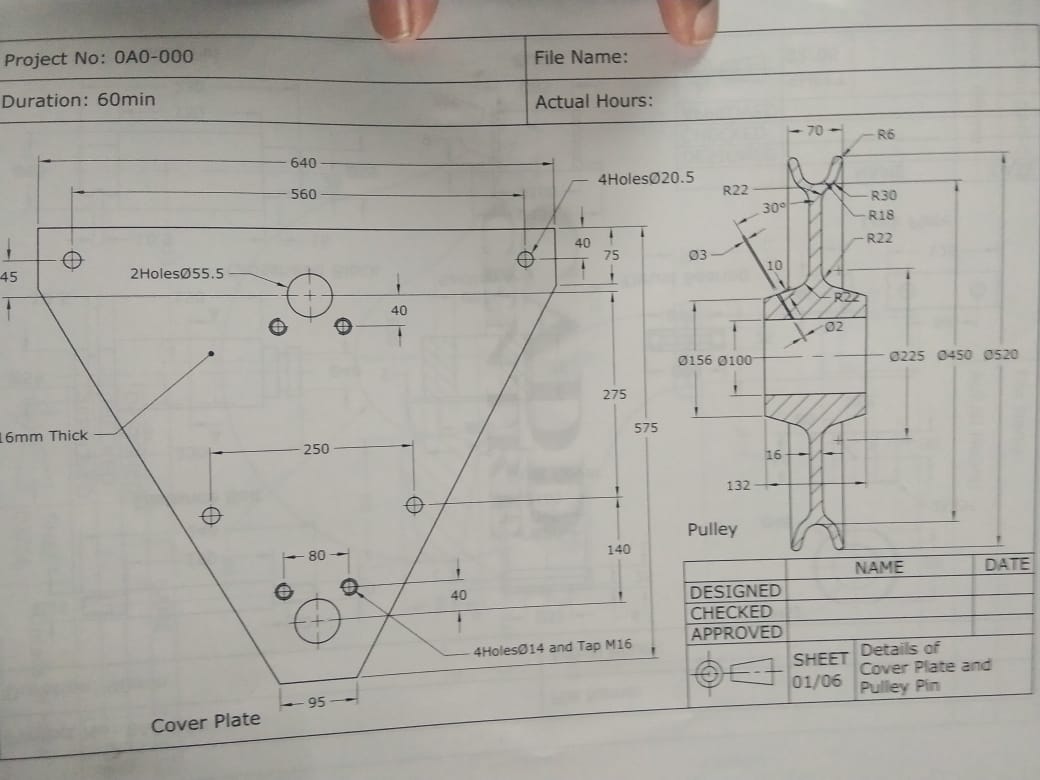 Project No: 0A0-000
File Name:
Duration: 60min
Actual Hours:
640
560
4HolesØ20.5
40
75
45
2HolesØ55.5
40
275
575
16mm Thick
250
140
80
40
4HolesØ14 and Tap M16
95
Cover Plate
70
R6
R22
30°
R30
R18
R22
Ø3
10
R22
Ø2
Ø156 Ø100
Ø225 Ø450 Ø520
16
132
Pulley
NAME DATE
DESIGNED
CHECKED
APPROVED
SHEET
01/06
Details of
Cover Plate and
Pulley Pin